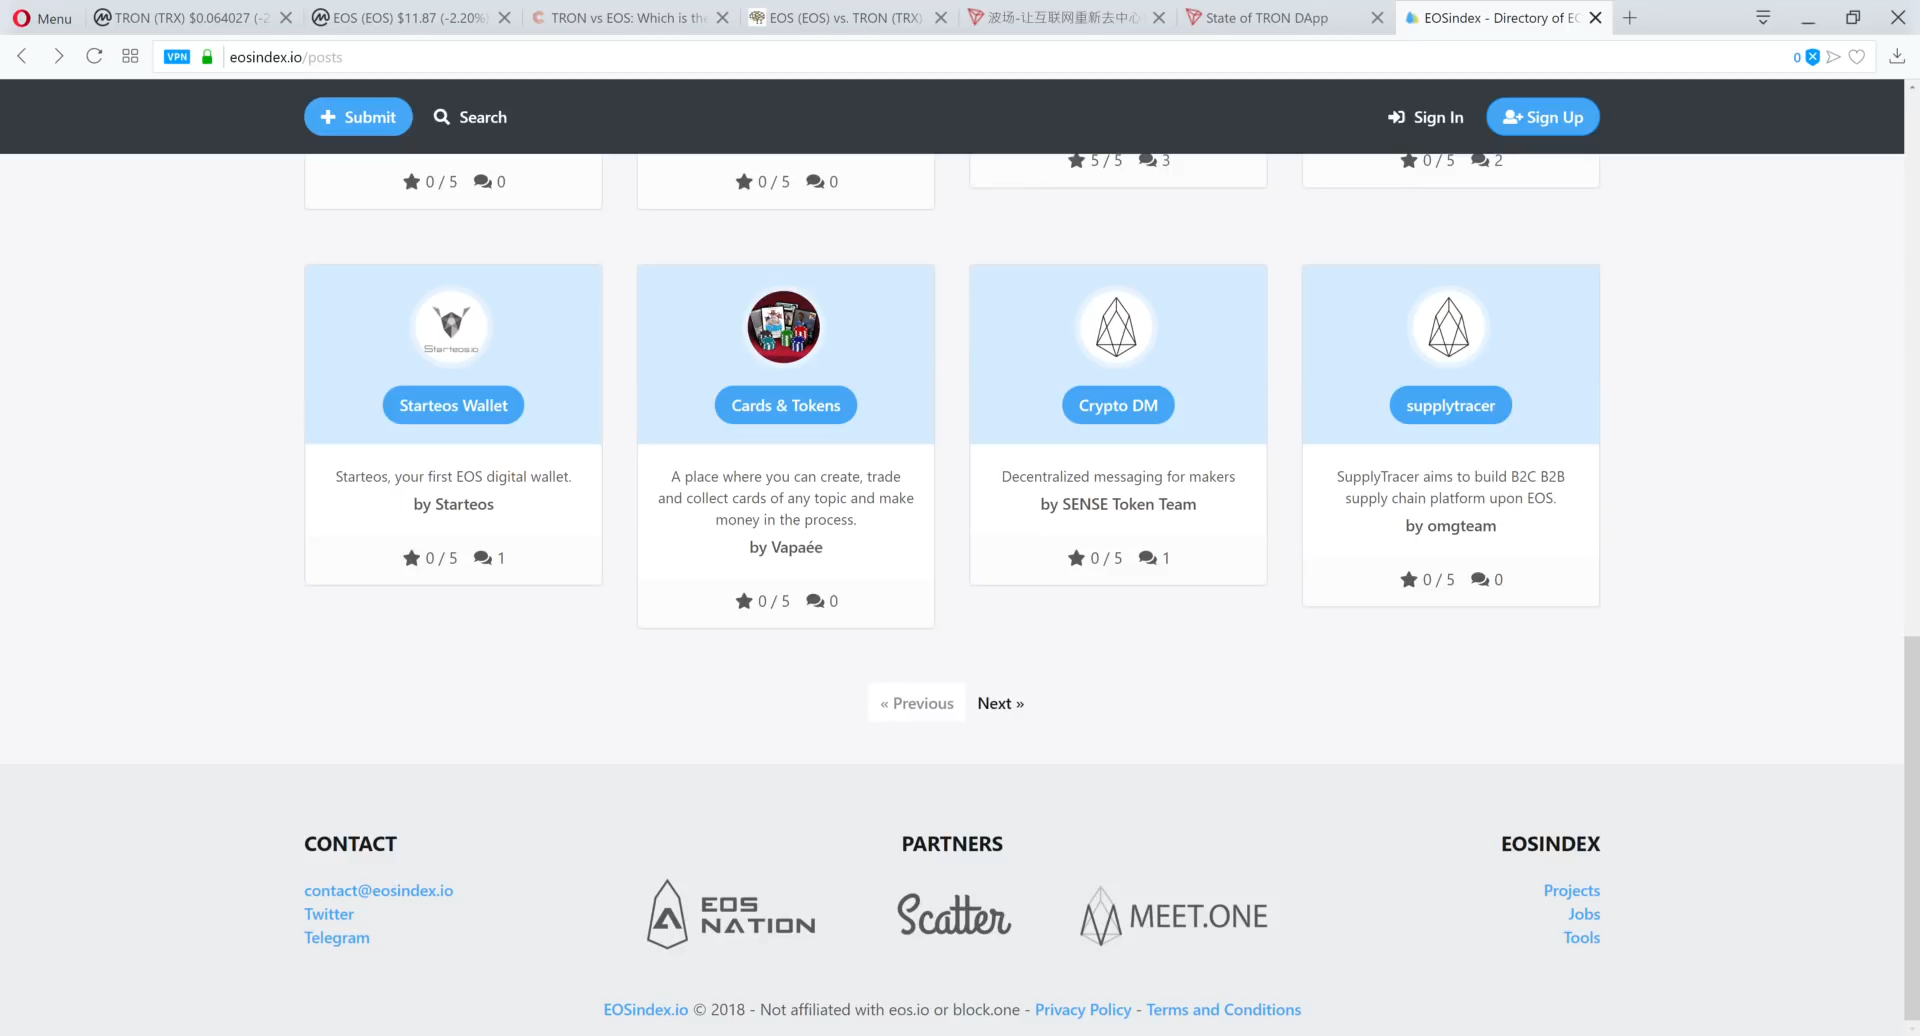 Menu
TRON (TRX) $0.064027 (-2
EOS (EOS) $11.87 (-2.20%)
TRON vs EOS: Which is the
EOS (EOS) vs. TRON (TRX)
波场-让互联网重新去中心
State of TRON DApp
EOSindex - Directory of EO
VPN
eosindex.io/posts
0
Submit
Search
Sign In
Sign Up
0 / 5 0
0 / 5 0
5 / 5 3
0 / 5 2
Starteos.io
Starteos Wallet
Starteos, your first EOS digital wallet.
by Starteos
0 / 5 1
Cards & Tokens
A place where you can create, trade
and collect cards of any topic and make
money in the process.
by Vapaée
0 / 5 0
Crypto DM
Decentralized messaging for makers
by SENSE Token Team
0 / 5 1
supplytracer
SupplyTracer aims to build B2C B2B
supply chain platform upon EOS.
by omgteam
0 / 5 0
« Previous
Next »
CONTACT
contact@eosindex.io
Twitter
Telegram
PARTNERS
EOS
NATION
Scatter
MEET.ONE
EOSINDEX
Projects
Jobs
Tools
EOSindex.io © 2018 - Not affiliated with eos.io or block.one - Privacy Policy - Terms and Conditions